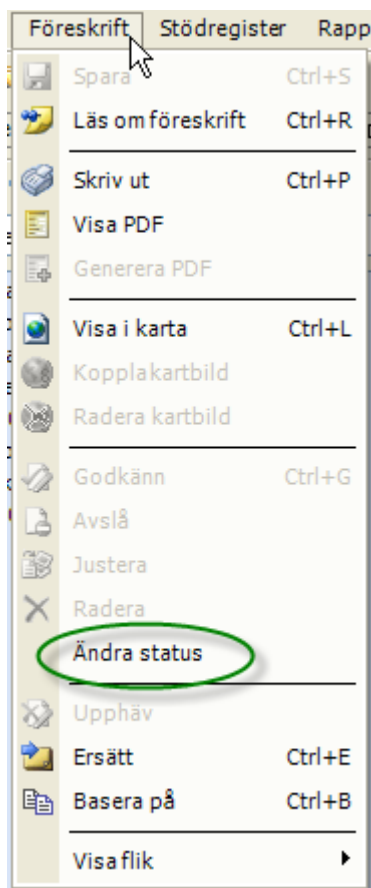 Föreskrift Stödregister Rapp
Spara Ctrl+S
Läs om föreskrift Ctrl+R
Skriv ut Ctrl+P
Visa PDF
Generera PDF
Visa i karta Ctrl+L
Koppla kartbild
Radera kartbild
Godkänn Ctrl+G
Avslå
Justera
Radera
Ändra status
Upphäv
Ersätt Ctrl+E
Basera på Ctrl+B
Visa flik